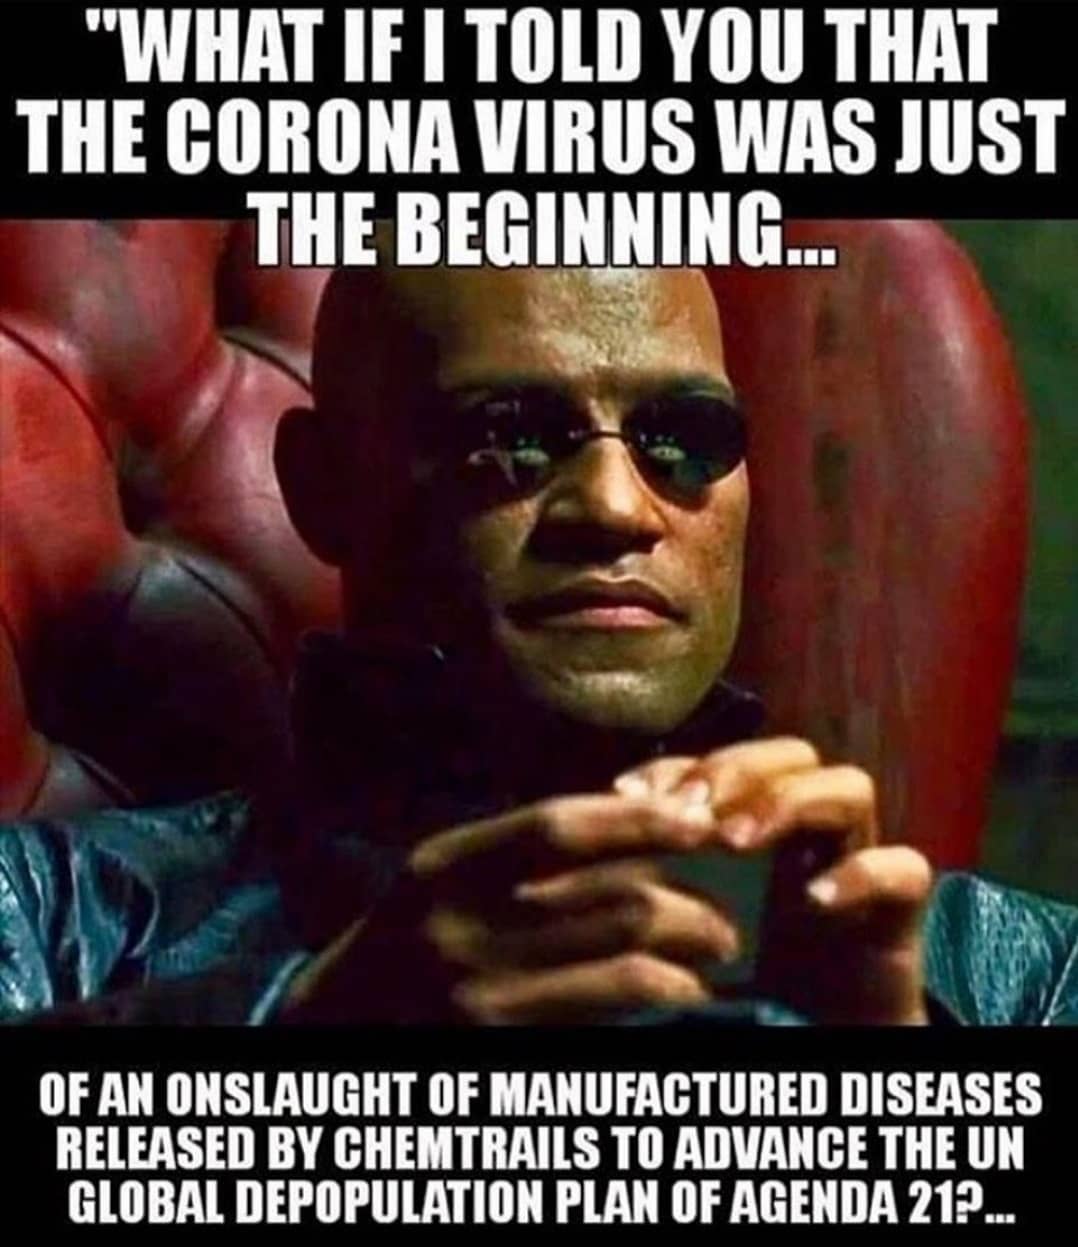 "WHAT IF I TOLD YOU THAT
THE CORONA VIRUS WAS JUST
THE BEGINNING...
OF AN ONSLAUGHT OF MANUFACTURED DISEASES
RELEASED BY CHEMTRAILS TO ADVANCE THE UN
GLOBAL DEPOPULATION PLAN OF AGENDA 21?...